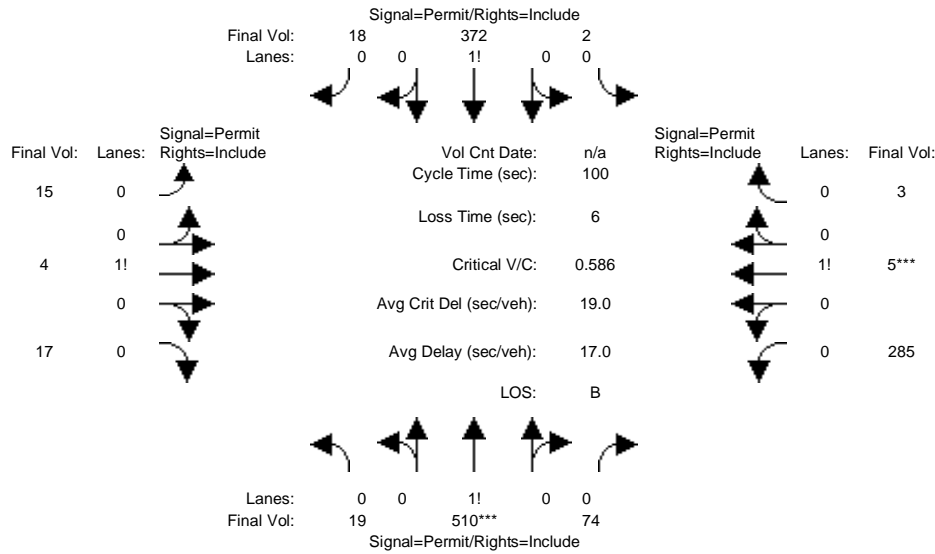 Signal=Permit/Rights=Include
Final Vol: 18 372 2
Lanes: 0 0 1! 0 0
Signal=Permit
Final Vol: Lanes: Rights=Include
Vol Cnt Date: n/a
Signal=Permit
Rights=Include Lanes: Final Vol:
Cycle Time (sec): 100
15 0
0 3
Loss Time (sec): 6
0
0
4 1!
Critical V/C: 0.586
1! 5***
0
Avg Crit Del (sec/veh): 19.0
0
17 0
Avg Delay (sec/veh): 17.0
0 285
LOS: B
Lanes: 0 0 1! 0 0
Final Vol: 19 510*** 74
Signal=Permit/Rights=Include